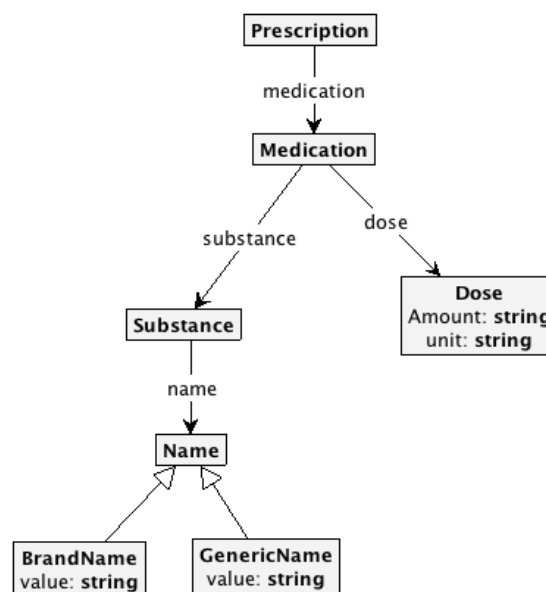 Prescription
medication
Medication
substance
dose
Substance
Dose
Amount: string
unit: string
name
Name
BrandName
value: string
GenericName
value: string